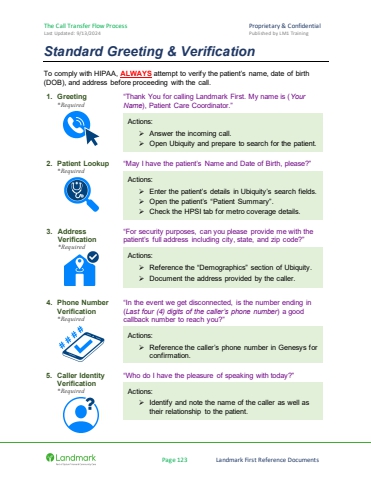 The Call Transfer Flow Process
Proprietary & Confidential
Last updated: 9/13/2024
Published by LMK Training
Standard Greeting & Verification
To comply with HIPAA, ALWAYS attempt to verify the patient's name, date of birth
(DOB), and address before proceeding with the call.
1. Greeting
*Required
"Thank You for calling Landmark First. My name is (Your
Name), Patient Care Coordinator."
Actions:
➢ Answer the incoming call.
➢ Open Ubiquity and prepare to search for the patient.
2. Patient Lookup
*Required
"May I have the patient's Name and Date of Birth, please?"
Actions:
➢ Enter the patient's details in Ubiquity's search fields.
➢ Open the patient's "Patient Summary".
➢ Check the HPSI tab for metro coverage details.
3. Address
Verification
*Required
"For security purposes, can you please provide me with the
patient's full address including city, state, and zip code?"
Actions:
➢ Reference the "Demographics" section of Ubiquity.
➢ Document the address provided by the caller.
4. Phone Number
Verification
*Required
"In the event we get disconnected, is the number ending in
(Last four (4) digits of the caller's phone number) a good
callback number to reach you?"
Actions:
➢ Reference the caller's phone number in Genesys for
confirmation.
5. Caller Identity
Verification
*Required
"Who do I have the pleasure of speaking with today?"
Actions:
➢ Identify and note the name of the caller as well as
their relationship to the patient.
Landmark
Page 123
Landmark First Reference Documents